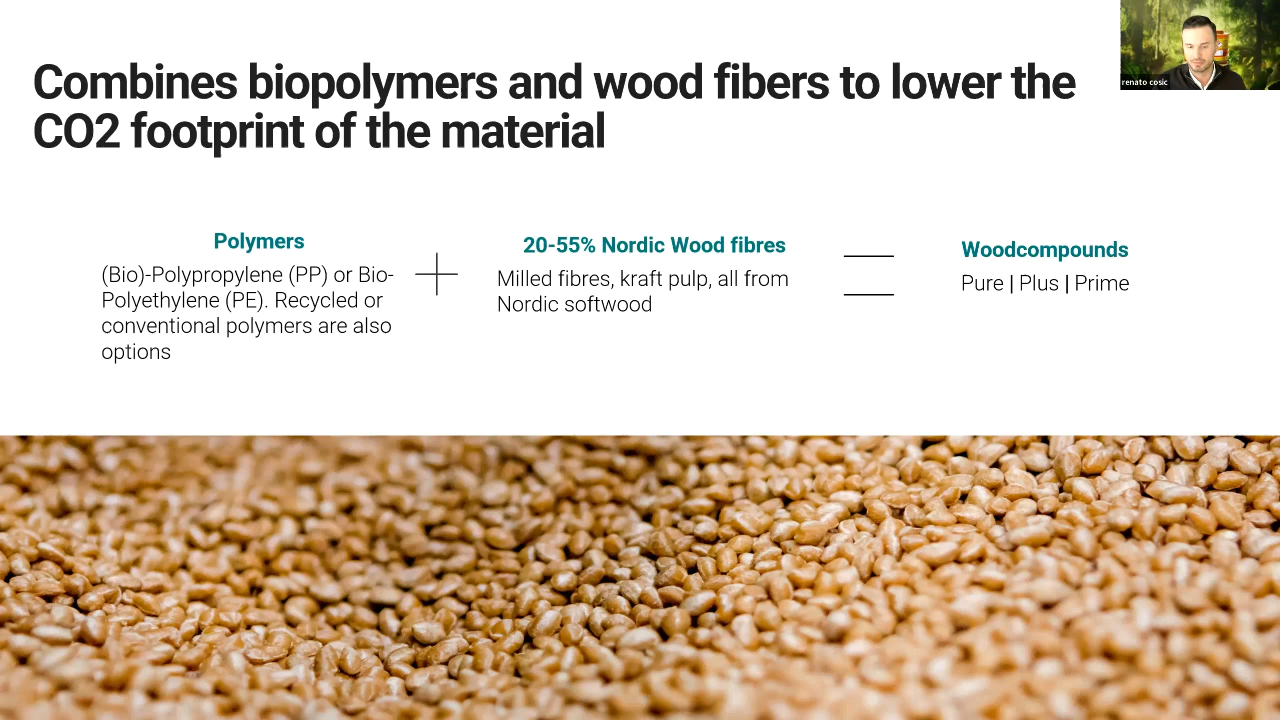 Combines biopolymers and wood fibers to lower the
CO2 footprint of the material
renato cosic
Polymers
(Bio)-Polypropylene (PP) or Bio-
Polyethylene (PE). Recycled or
conventional polymers are also
options
20-55% Nordic Wood fibres
Milled fibres, kraft pulp, all from
Nordic softwood
Woodcompounds
Pure | Plus | Prime